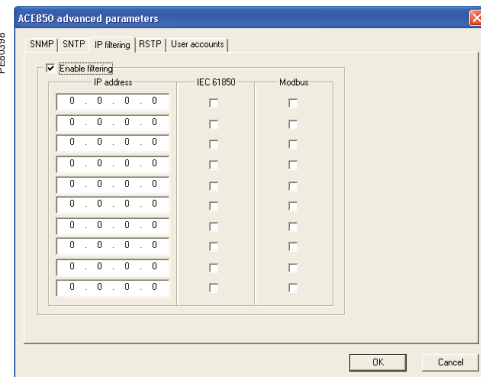 ACE850 advanced parameters
PE80398
SNMP SNTP IP filtering RSTP User accounts
Enable filtering
IP address IEC 61850 Modbus
0 . 0 . 0 . 0
0 . 0 . 0 . 0
0 . 0 . 0 . 0
0 . 0 . 0 . 0
0 . 0 . 0 . 0
0 . 0 . 0 . 0
0 . 0 . 0 . 0
0 . 0 . 0 . 0
0 . 0 . 0 . 0
0 . 0 . 0 . 0
OK Cancel